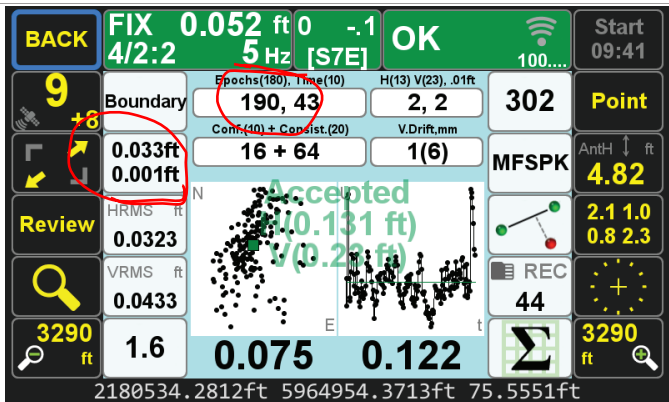 BACK
FIX 0.052 ft
4/2:2 5 Hz
0 -.1
[S7E]
OK
100....
Start
09:41
9
+8
Boundary
Epochs(180), Time(10)
190, 43
H(13) V(23), .01ft
2, 2
302
Point
0.033ft
0.001ft
Conf.(10) + Consist.(20)
16 + 64
V.Drift,mm
1(6)
MFSPK
AntH ft
4.82
Review
HRMS ft
0.0323
N
Accepted
H(0.131 ft)
V(0.23 ft)
E
U
t
2.1 1.0
0.8 2.3
VRMS ft
0.0433
REC
44
3290
ft
1.6
0.075
0.122
Σ
3290
ft
2180534.2812ft 5964954.3713ft 75.5551ft